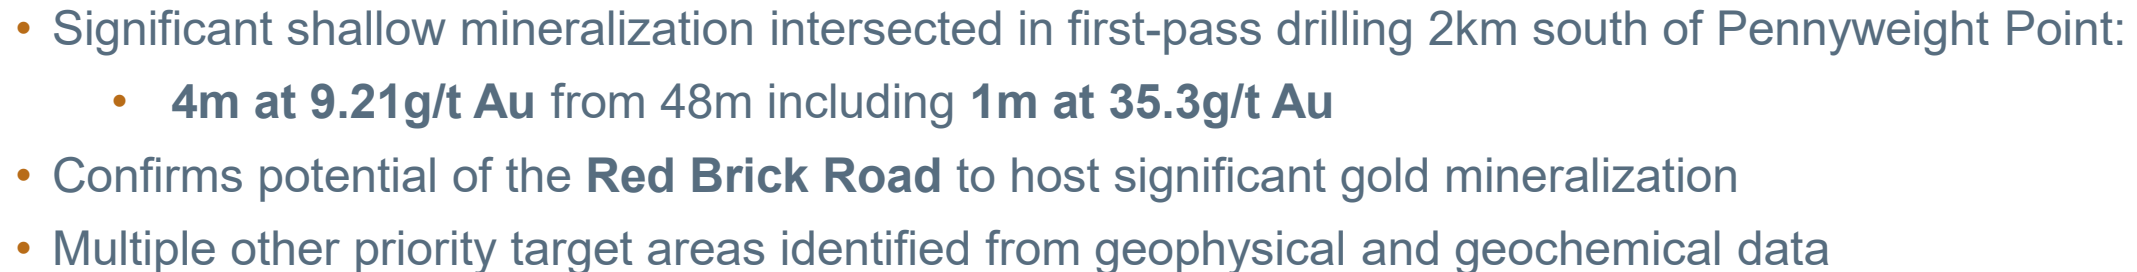 • Significant shallow mineralization intersected in first-pass drilling 2km south of Pennyweight Point:
• 4m at 9.21g/t Au from 48m including 1m at 35.3g/t Au
• Confirms potential of the Red Brick Road to host significant gold mineralization
• Multiple other priority target areas identified from geophysical and geochemical data